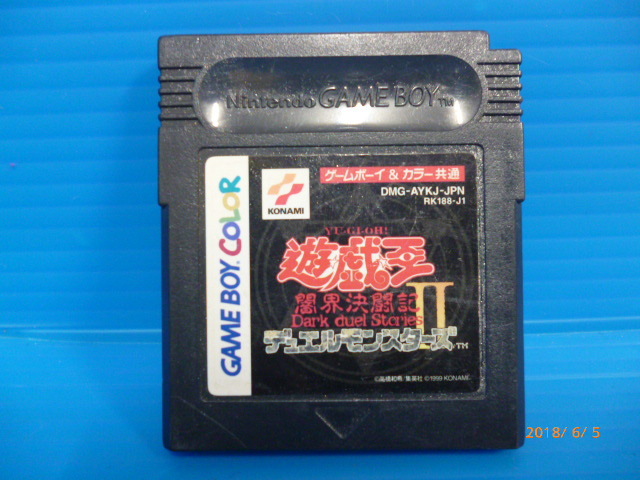 Nintendo GAME BOY TM
GAME BOY COLOR
KONAMI
ゲームボーイ & カラー共通
DMG-AYKJ-JPN
RK188-J1
YU-GI-OH!
遊戯王
闇界決闘記 II
Dark duel Stories
デュエルモンスターズ TM
©高橋和希/集英社 ©1999 KONAMI.
2018/ 6/ 5